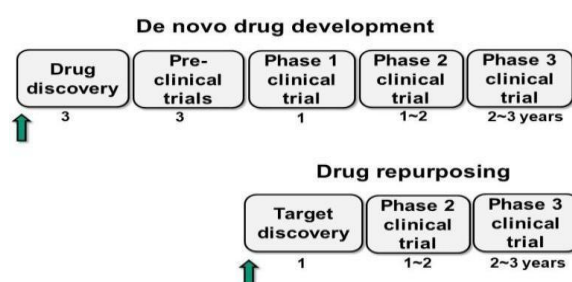 De novo drug development
Drug
discovery
Pre-
clinical
trials
Phase 1
clinical
trial
Phase 2
clinical
trial
Phase 3
clinical
trial
3
3
1
1~2
2~3 years
Drug repurposing
Target
discovery
Phase 2
clinical
trial
Phase 3
clinical
trial
1
1~2
2~3 years